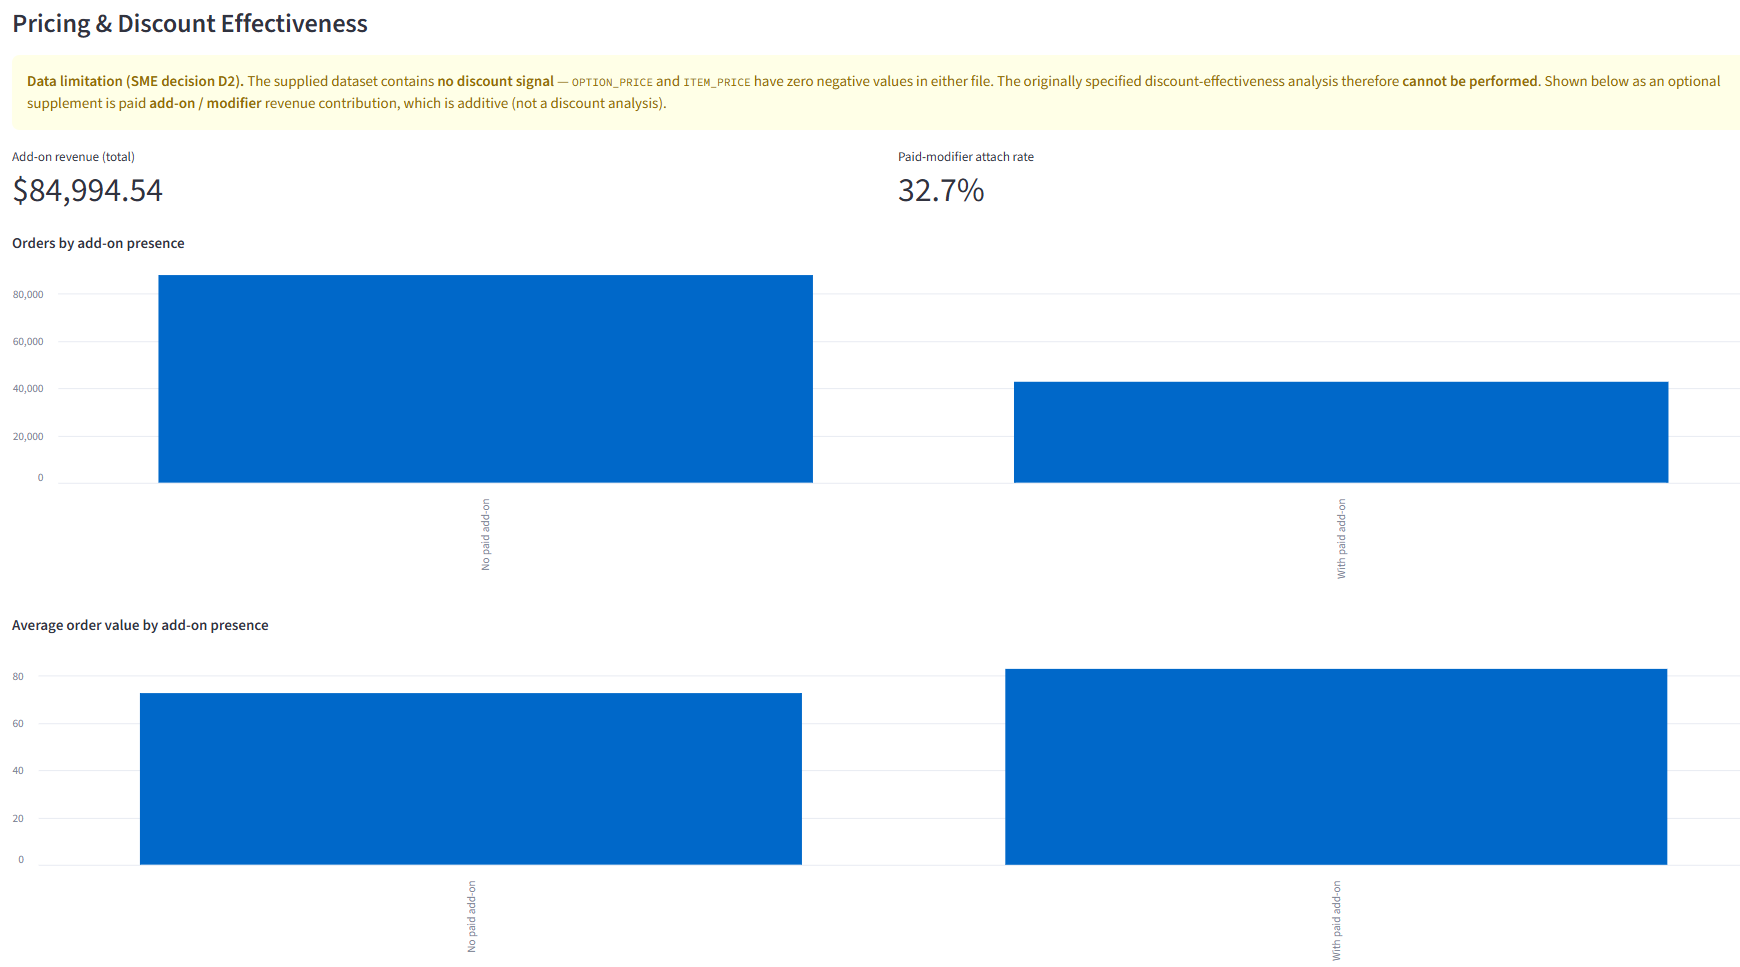 Pricing & Discount Effectiveness
Data limitation (SME decision D2). The supplied dataset contains no discount signal — OPTION_PRICE and ITEM_PRICE have zero negative values in either file. The originally specified discount-effectiveness analysis therefore cannot be performed. Shown below as an optional
supplement is paid add-on / modifier revenue contribution, which is additive (not a discount analysis).
Add-on revenue (total)
$84,994.54
Paid-modifier attach rate
32.7%
Orders by add-on presence
80,000
60,000
40,000
20,000
0
No paid add-on
With paid add-on
Average order value by add-on presence
80
60
40
20
0
No paid add-on
With paid add-on